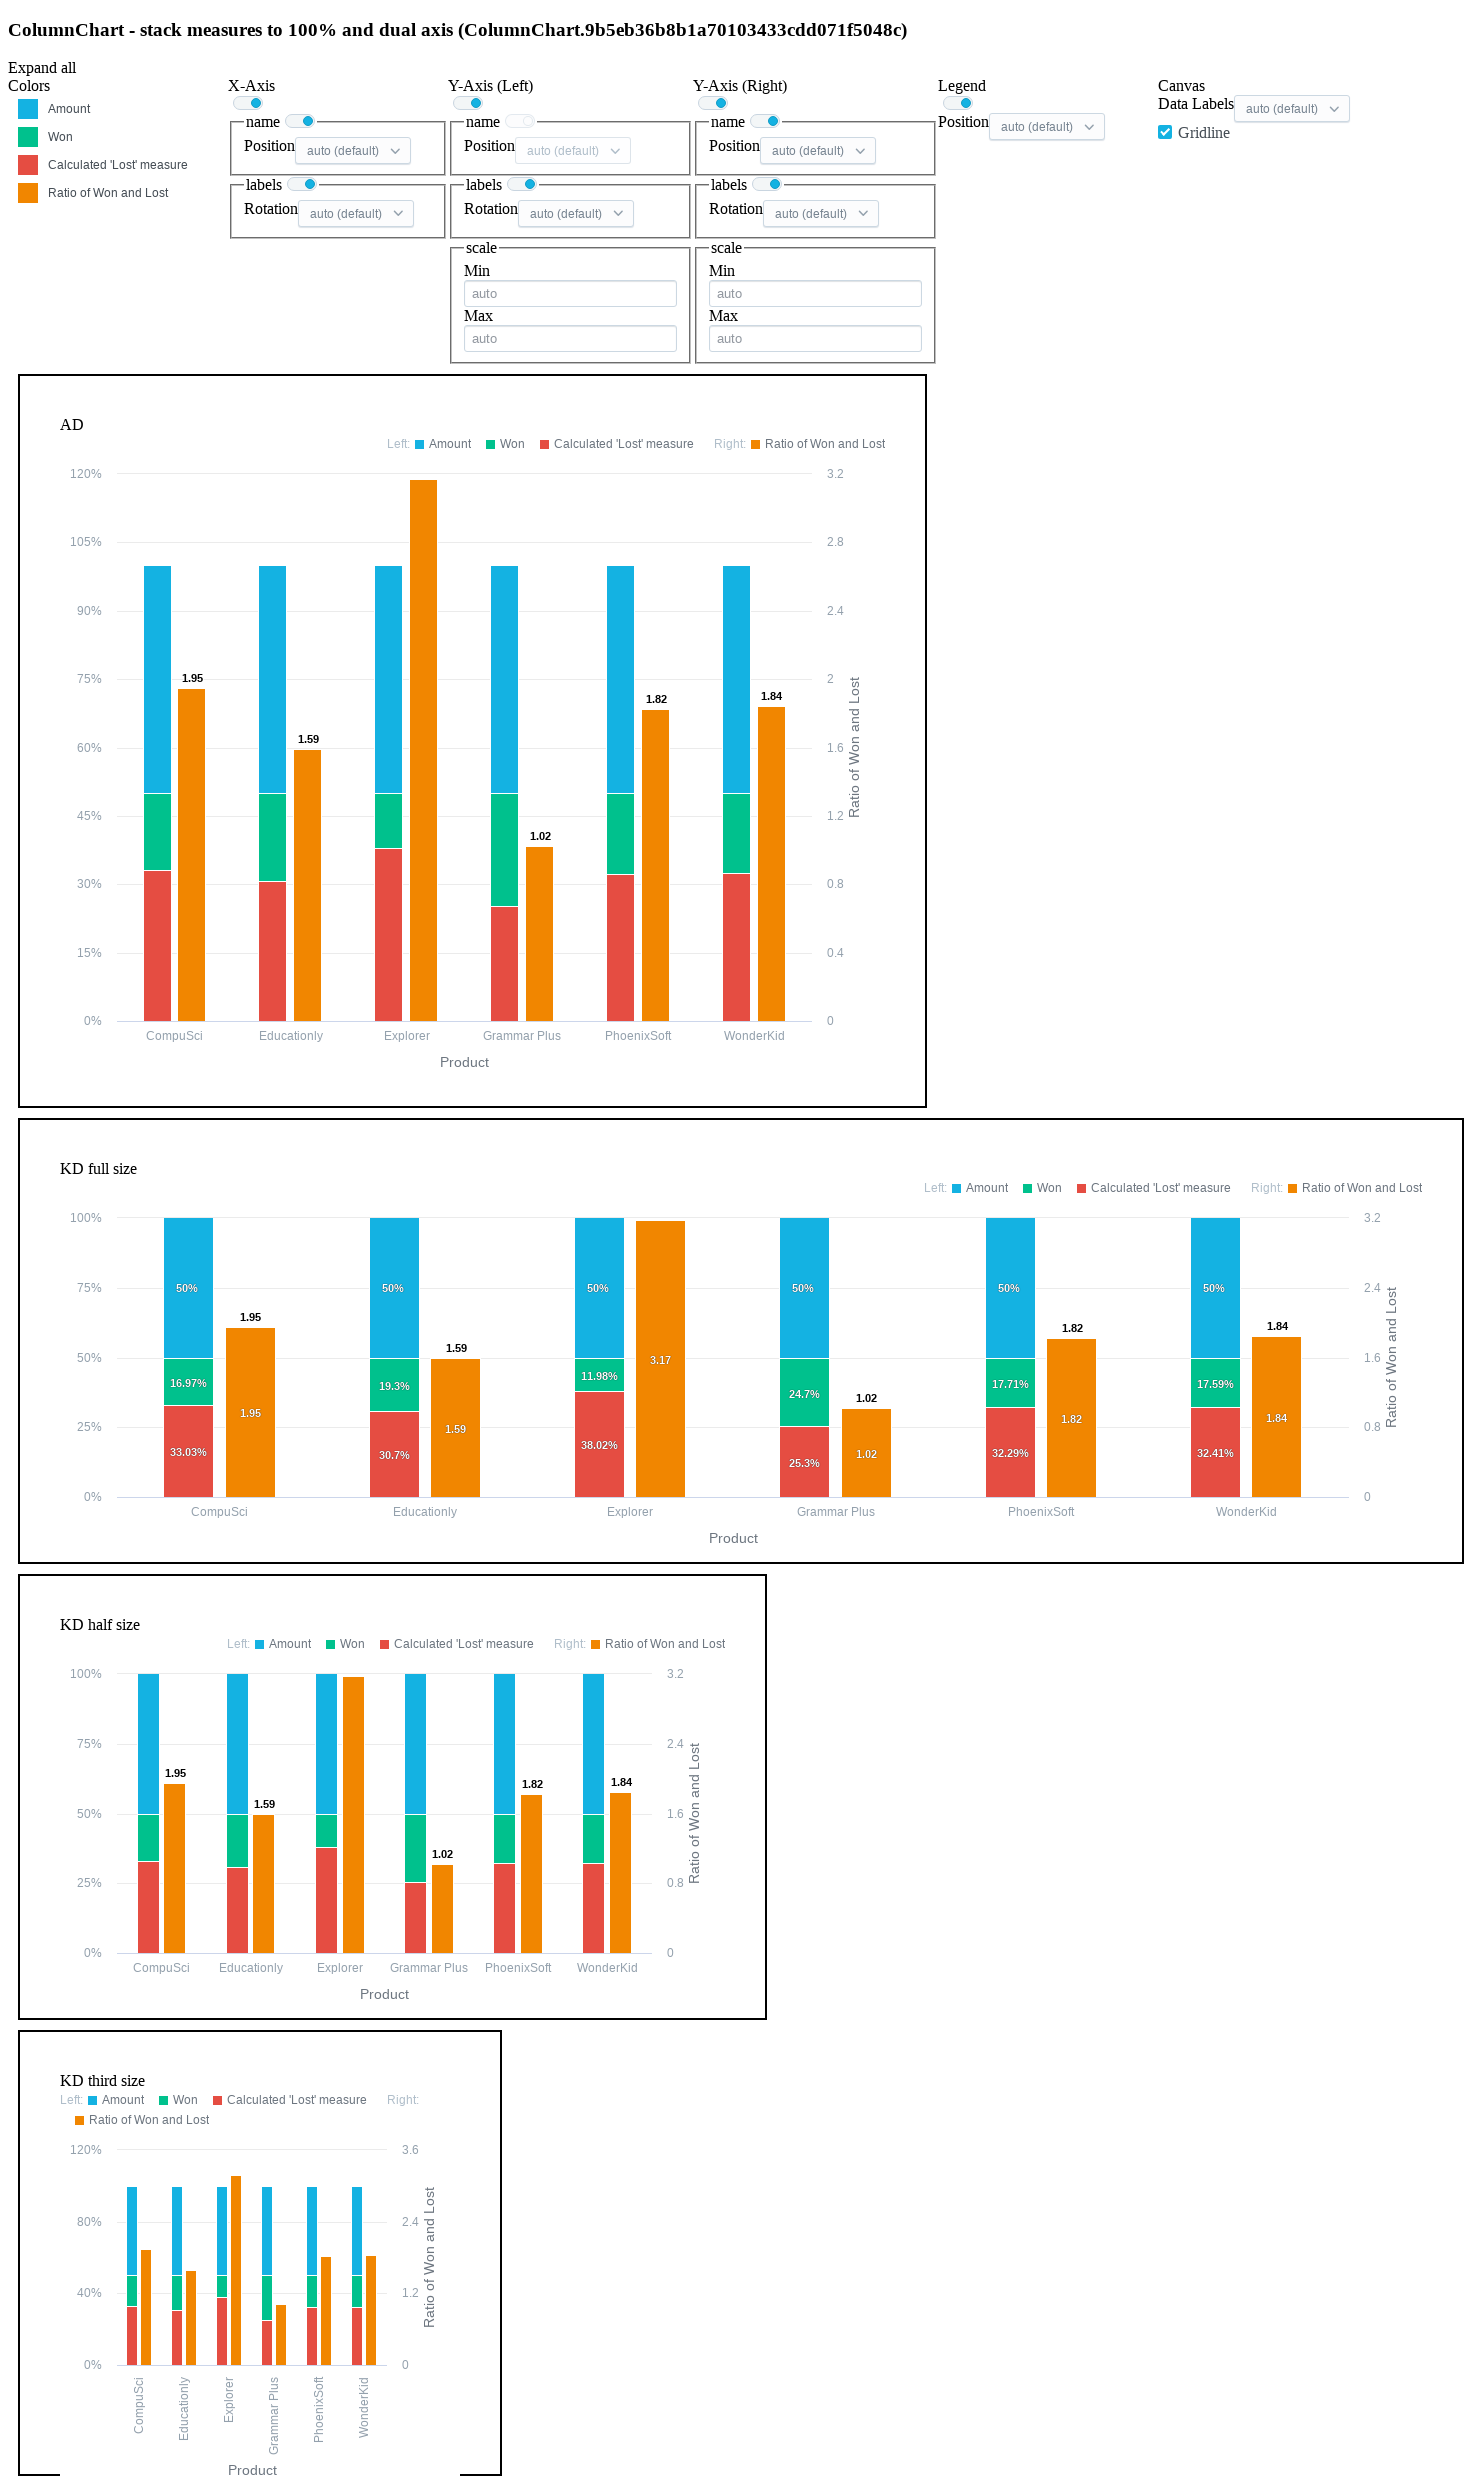 ColumnChart - stack measures to 100% and dual axis (ColumnChart.9b5eb36b8b1a70103433cdd071f5048c)
Expand all
Colors
Amount
Won
Calculated 'Lost' measure
Ratio of Won and Lost
X-Axis
name
Position auto (default)
labels
Rotation auto (default)
Y-Axis (Left)
name
Position auto (default)
labels
Rotation auto (default)
scale
Min
auto
Max
auto
Y-Axis (Right)
name
Position auto (default)
labels
Rotation auto (default)
scale
Min
auto
Max
auto
Legend
Position auto (default)
Canvas
Data Labels auto (default)
Gridline
AD
Left: Amount Won Calculated 'Lost' measure Right: Ratio of Won and Lost
120% 3.2
105% 2.8
90% 2.4
75% 2
60% 1.6
45% 1.2
30% 0.8
15% 0.4
0% 0
1.95 1.59 1.02 1.82 1.84
Ratio of Won and Lost
CompuSci Educationly Explorer Grammar Plus PhoenixSoft WonderKid
Product
KD full size
Left: Amount Won Calculated 'Lost' measure Right: Ratio of Won and Lost
100% 3.2
75% 2.4
50% 1.6
25% 0.8
0% 0
50% 50% 50% 50% 50% 50%
1.95 1.59 1.02 1.82 1.84
16.97% 19.3% 11.98% 24.7% 17.71% 17.59%
1.95 1.59 3.17 1.02 1.82 1.84
33.03% 30.7% 38.02% 25.3% 32.29% 32.41%
Ratio of Won and Lost
CompuSci Educationly Explorer Grammar Plus PhoenixSoft WonderKid
Product
KD half size
Left: Amount Won Calculated 'Lost' measure Right: Ratio of Won and Lost
100% 3.2
75% 2.4
50% 1.6
25% 0.8
0% 0
1.95 1.59 1.02 1.82 1.84
Ratio of Won and Lost
CompuSci Educationly Explorer Grammar Plus PhoenixSoft WonderKid
Product
KD third size
Left: Amount Won Calculated 'Lost' measure Right:
Ratio of Won and Lost
120% 3.6
80% 2.4
40% 1.2
0% 0
Ratio of Won and Lost
CompuSci Educationly Explorer Grammar Plus PhoenixSoft WonderKid
Product